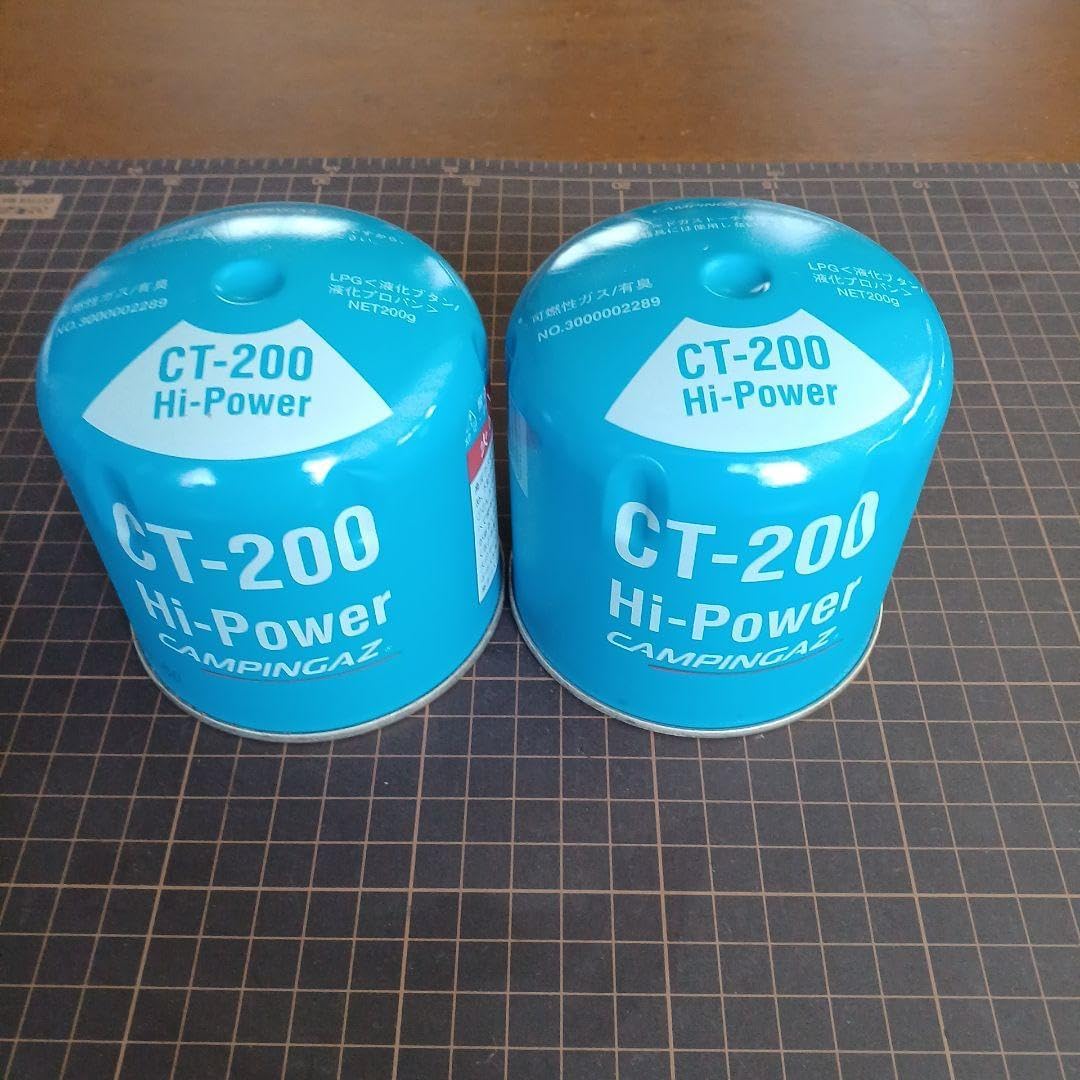 可燃性ガス/有臭
NO.3000002289
LPG<液化ブタン/
液化プロパン>
NET200g
CT-200
Hi-Power
CT-200
Hi-Power
CAMPINGAZ®
CAMPINGAZ
可燃性ガス/有臭
NO.3000002289
LPG<液化ブタン/
液化プロパン>
NET200g
CT-200
Hi-Power
CT-200
Hi-Power
CAMPINGAZ®